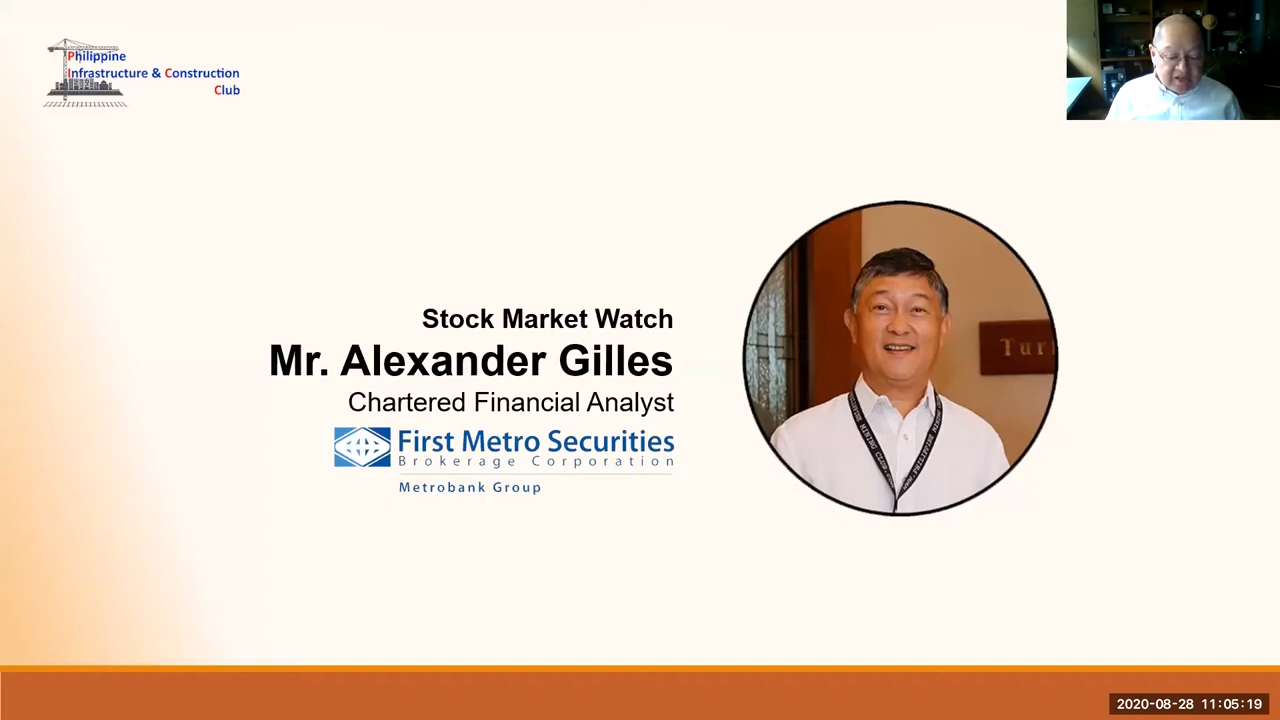 Philippine
Infrastructure & Construction
Club
Stock Market Watch
Mr. Alexander Gilles
Chartered Financial Analyst
First Metro Securities
Brokerage Corporation
Metrobank Group
Tur
2020-08-28 11:05:19